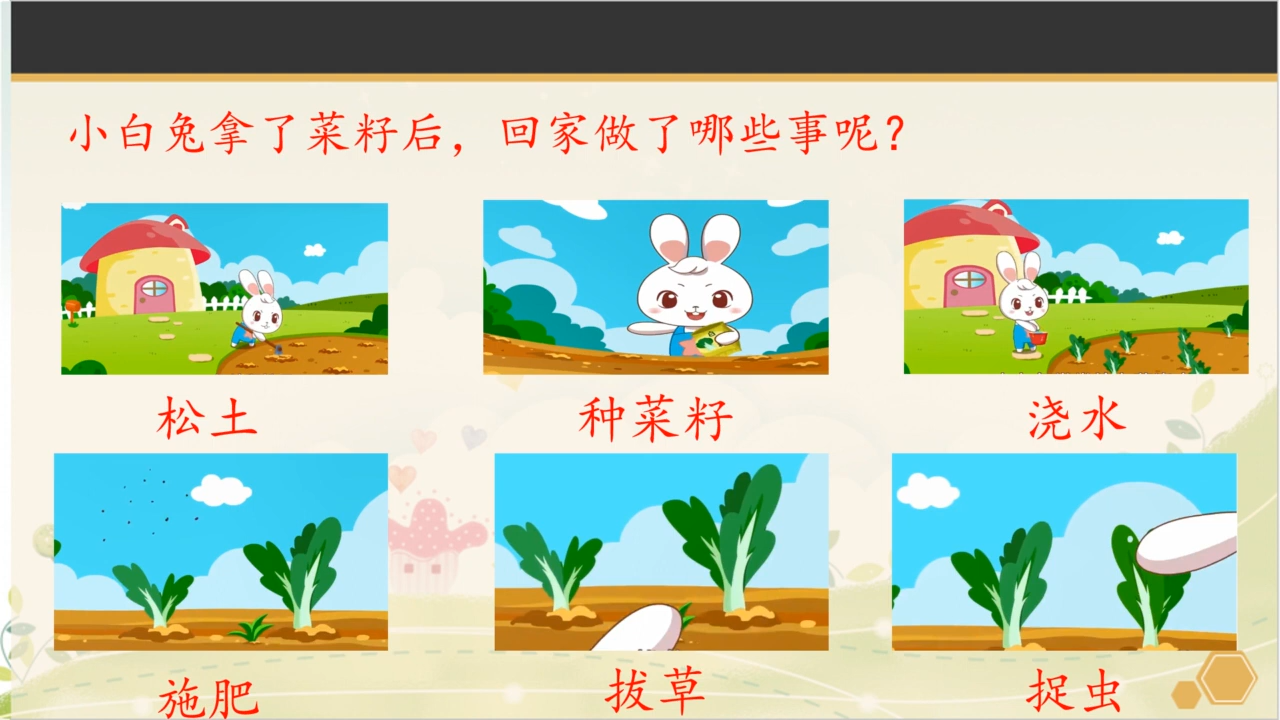 小白兔拿了菜籽后，回家做了哪些事呢？
松土
种菜籽
浇水
施肥
拔草
捉虫